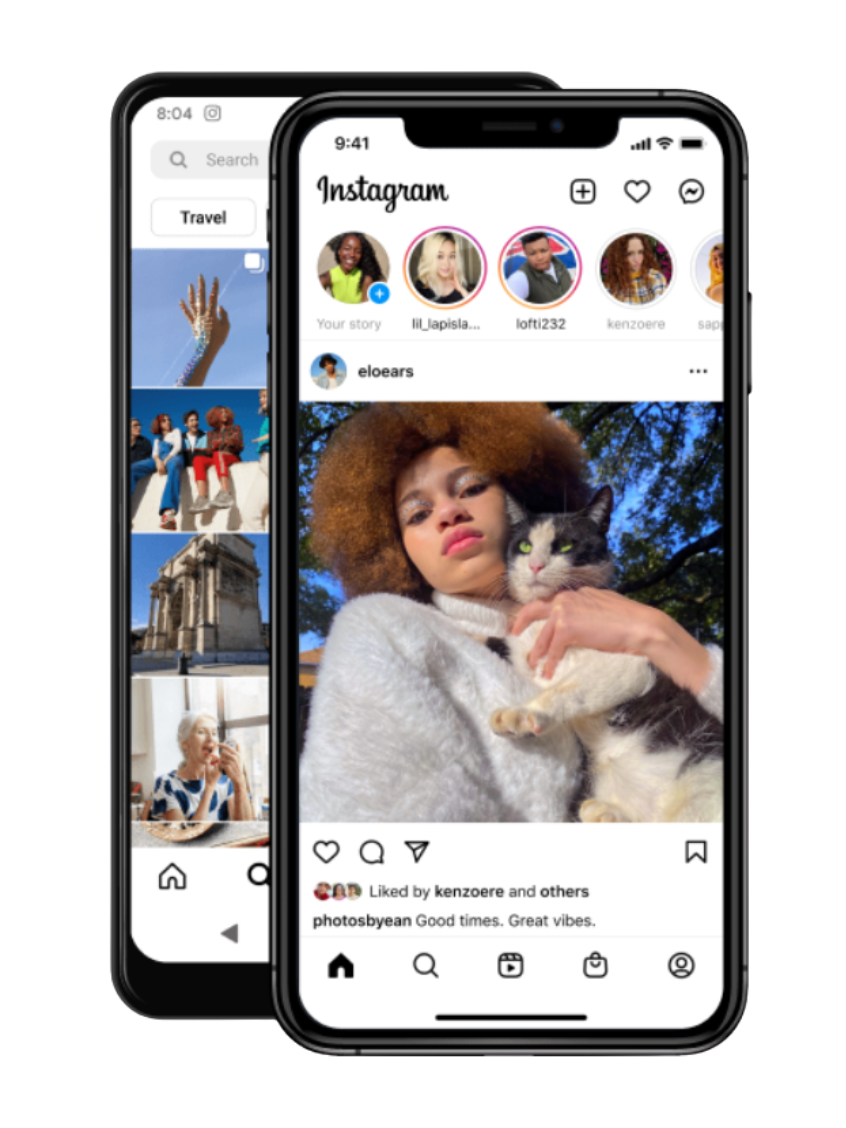 8:04
Search
Travel
9:41
Instagram
Your story
lil_lapisla...
lofti232
kenzoere
sapp
eloears
Liked by kenzoere and others
photosbyean Good times. Great vibes.